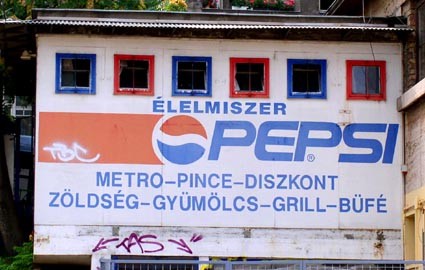 ÉLELMISZER
PEPSI®
METRO-PINCE-DISZKONT
ZÖLDSÉG-GYÜMÖLCS-GRILL-BÜFÉ